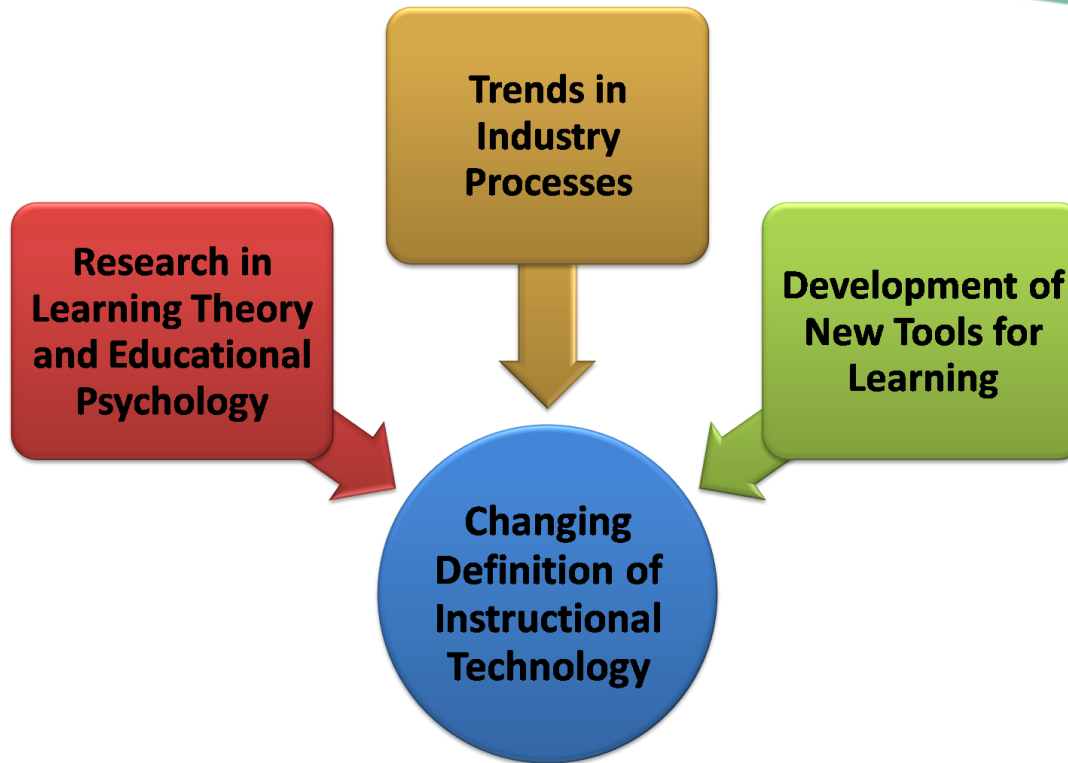 Trends in
Industry
Processes
Research in
Learning Theory
and Educational
Psychology
Development of
New Tools for
Learning
Changing
Definition of
Instructional
Technology